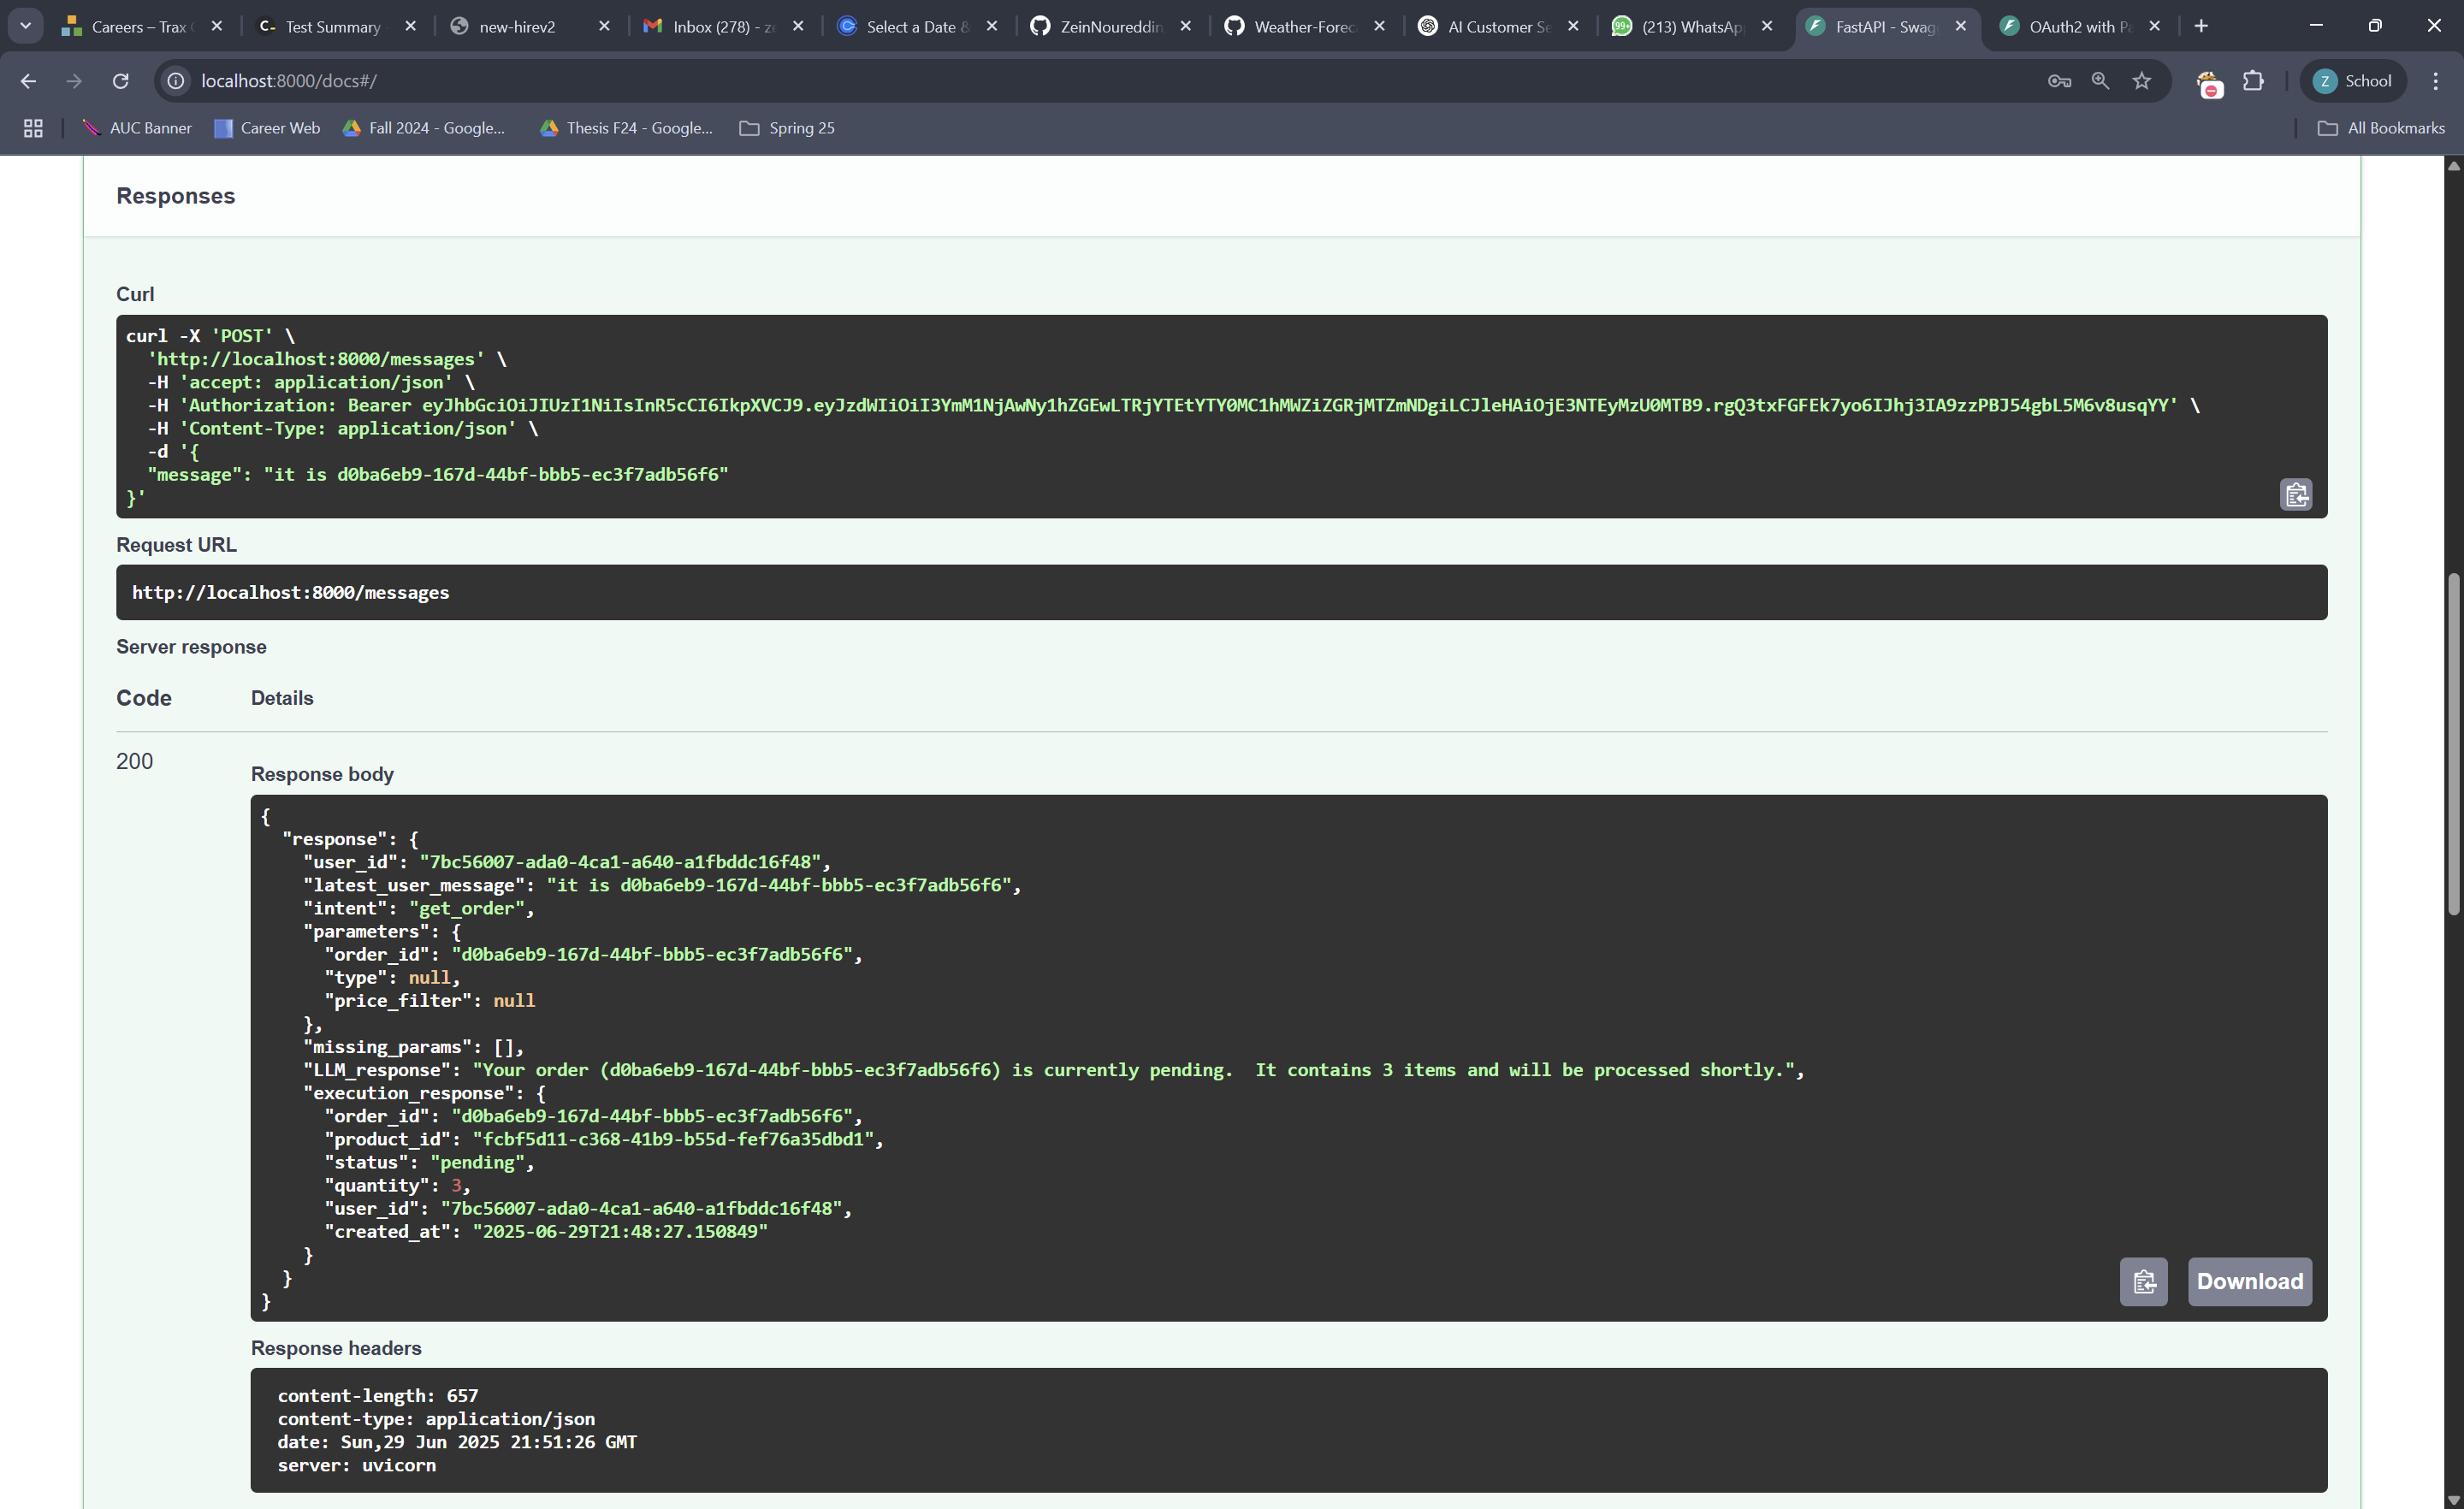 Careers – Trax
Test Summary
new-hirev2
Inbox (278) - ze
Select a Date &
ZeinNoureddin
Weather-Forec
AI Customer Se
(213) WhatsAp
FastAPI - Swag
OAuth2 with Pa
localhost:8000/docs#/
Z School
AUC Banner
Career Web
Fall 2024 - Google...
Thesis F24 - Google...
Spring 25
All Bookmarks
Responses
Curl
curl -X 'POST' \
'http://localhost:8000/messages' \
-H 'accept: application/json' \
-H 'Authorization: Bearer eyJhbGciOiJIUzI1NiIsInR5cCI6IkpXVCJ9.eyJzdWIiOiI3YmM1NjAwNy1hZGEwLTRjYTEtYTY0MC1hMWZiZGRjMTZmNDgiLCJleHAiOjE3NTEyMzU0MTB9.rgQ3txFGFEk7yo6IJhj3IA9zzPBJ54gbL5M6v8usqYY' \
-H 'Content-Type: application/json' \
-d '{
"message": "it is d0ba6eb9-167d-44bf-bbb5-ec3f7adb56f6"
}'
Request URL
http://localhost:8000/messages
Server response
Code Details
200
Response body
{
"response": {
"user_id": "7bc56007-ada0-4ca1-a640-a1fbddc16f48",
"latest_user_message": "it is d0ba6eb9-167d-44bf-bbb5-ec3f7adb56f6",
"intent": "get_order",
"parameters": {
"order_id": "d0ba6eb9-167d-44bf-bbb5-ec3f7adb56f6",
"type": null,
"price_filter": null
},
"missing_params": [],
"LLM_response": "Your order (d0ba6eb9-167d-44bf-bbb5-ec3f7adb56f6) is currently pending.  It contains 3 items and will be processed shortly.",
"execution_response": {
"order_id": "d0ba6eb9-167d-44bf-bbb5-ec3f7adb56f6",
"product_id": "fcbf5d11-c368-41b9-b55d-fef76a35dbd1",
"status": "pending",
"quantity": 3,
"user_id": "7bc56007-ada0-4ca1-a640-a1fbddc16f48",
"created_at": "2025-06-29T21:48:27.150849"
}
}
}
Download
Response headers
content-length: 657
content-type: application/json
date: Sun,29 Jun 2025 21:51:26 GMT
server: uvicorn